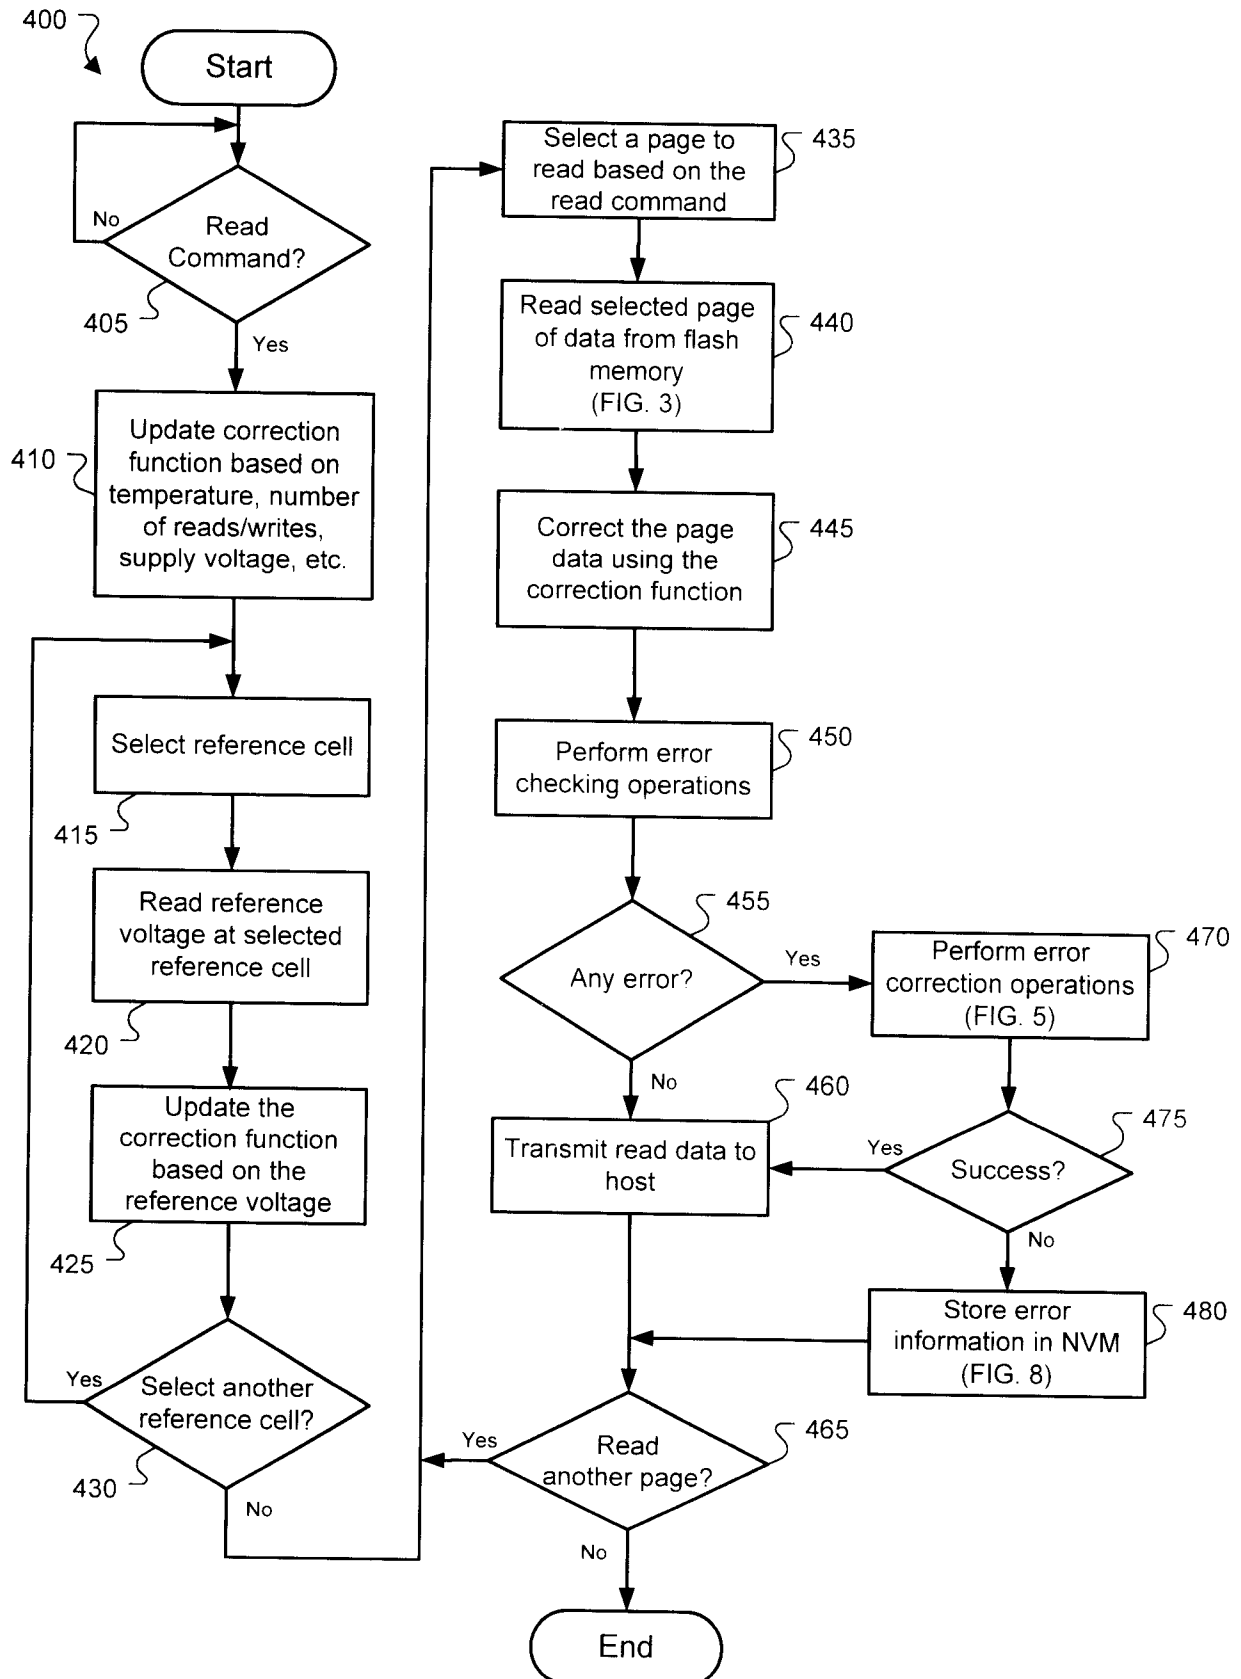 400
Start
No
Read
Command?
405
Yes
410
Update correction
function based on
temperature, number
of reads/writes,
supply voltage, etc.
Select reference cell
415
Read reference
voltage at selected
reference cell
420
Update the
correction function
based on the
reference voltage
425
Yes
Select another
reference cell?
430
No
Select a page to
read based on the
read command
435
Read selected page
of data from flash
memory
(FIG. 3)
440
Correct the page
data using the
correction function
445
Perform error
checking operations
450
455
Any error?
Yes
No
Perform error
correction operations
(FIG. 5)
470
460
Transmit read data to
host
475
Yes
Success?
No
Store error
information in NVM
(FIG. 8)
480
465
Yes
Read
another page?
No
End